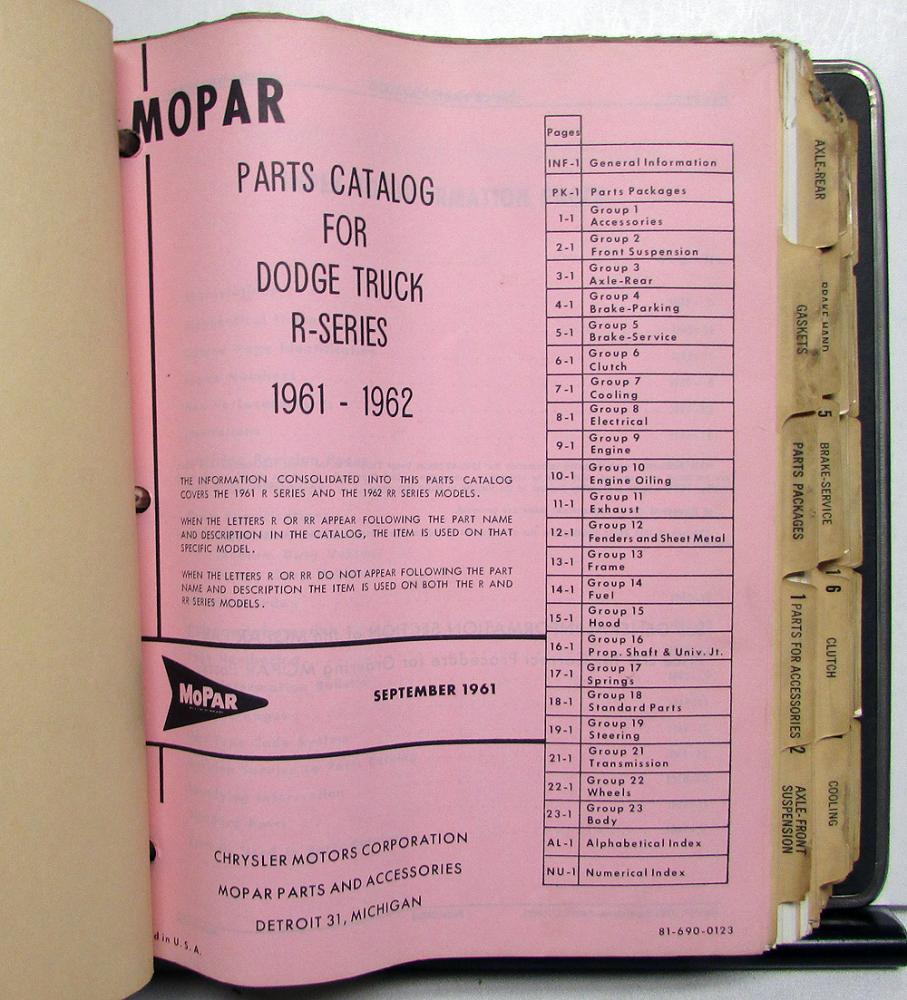 MOPAR
PARTS CATALOG
FOR
DODGE TRUCK
R-SERIES
1961 - 1962
THE INFORMATION CONSOLIDATED INTO THIS PARTS CATALOG
COVERS THE 1961 R SERIES AND THE 1962 RR SERIES MODELS.
WHEN THE LETTERS R OR RR APPEAR FOLLOWING THE PART NAME
AND DESCRIPTION IN THE CATALOG, THE ITEM IS USED ON THAT
SPECIFIC MODEL.
WHEN THE LETTERS R OR RR DO NOT APPEAR FOLLOWING THE PART
NAME AND DESCRIPTION THE ITEM IS USED ON BOTH THE R AND
RR SERIES MODELS.
MOPAR
SEPTEMBER 1961
CHRYSLER MOTORS CORPORATION
MOPAR PARTS AND ACCESSORIES
DETROIT 31, MICHIGAN
d in U.S.A.
Pages
INF-1 General Information
PK-1 Parts Packages
1-1 Group 1
Accessories
2-1 Group 2
Front Suspension
3-1 Group 3
Axle-Rear
4-1 Group 4
Brake-Parking
5-1 Group 5
Brake-Service
6-1 Group 6
Clutch
7-1 Group 7
Cooling
8-1 Group 8
Electrical
9-1 Group 9
Engine
10-1 Group 10
Engine Oiling
11-1 Group 11
Exhaust
12-1 Group 12
Fenders and Sheet Metal
13-1 Group 13
Frame
14-1 Group 14
Fuel
15-1 Group 15
Hood
16-1 Group 16
Prop. Shaft & Univ. Jt.
17-1 Group 17
Springs
18-1 Group 18
Standard Parts
19-1 Group 19
Steering
21-1 Group 21
Transmission
22-1 Group 22
Wheels
23-1 Group 23
Body
AL-1 Alphabetical Index
NU-1 Numerical Index
81-690-0123
AXLE-REAR
BRAKE HAND
GASKETS
5 BRAKE-SERVICE
PARTS PACKAGES
6 CLUTCH
1 PARTS FOR ACCESSORIES
COOLING
2 AXLE-FRONT
SUSPENSION